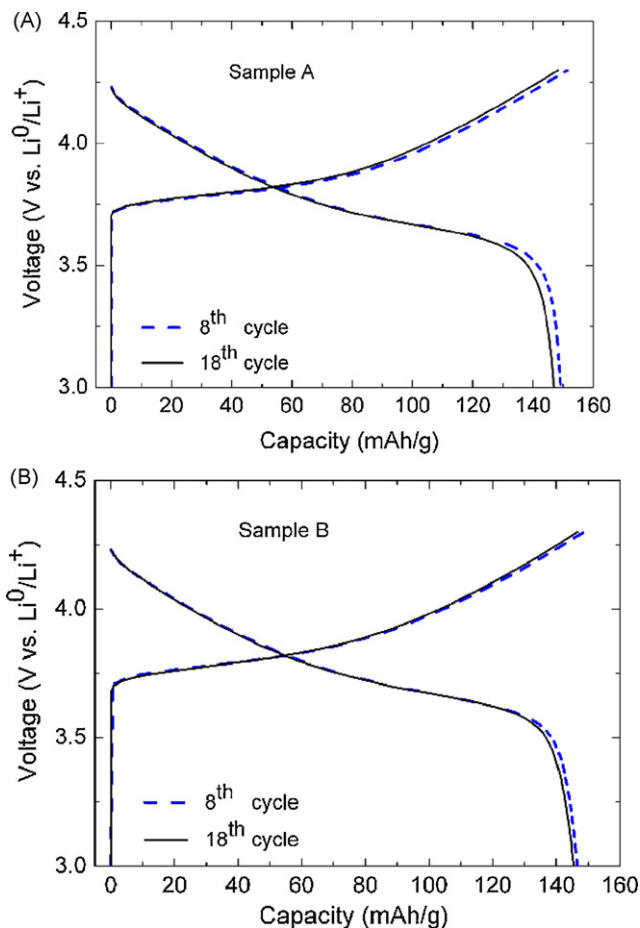 (A)
4.5
4.0
3.5
3.0
Voltage (V vs. Li⁰/Li⁺)
Sample A
8ᵗʰ cycle
18ᵗʰ cycle
0 20 40 60 80 100 120 140 160
Capacity (mAh/g)
(B)
4.5
4.0
3.5
3.0
Voltage (V vs. Li⁰/Li⁺)
Sample B
8ᵗʰ cycle
18ᵗʰ cycle
0 20 40 60 80 100 120 140 160
Capacity (mAh/g)